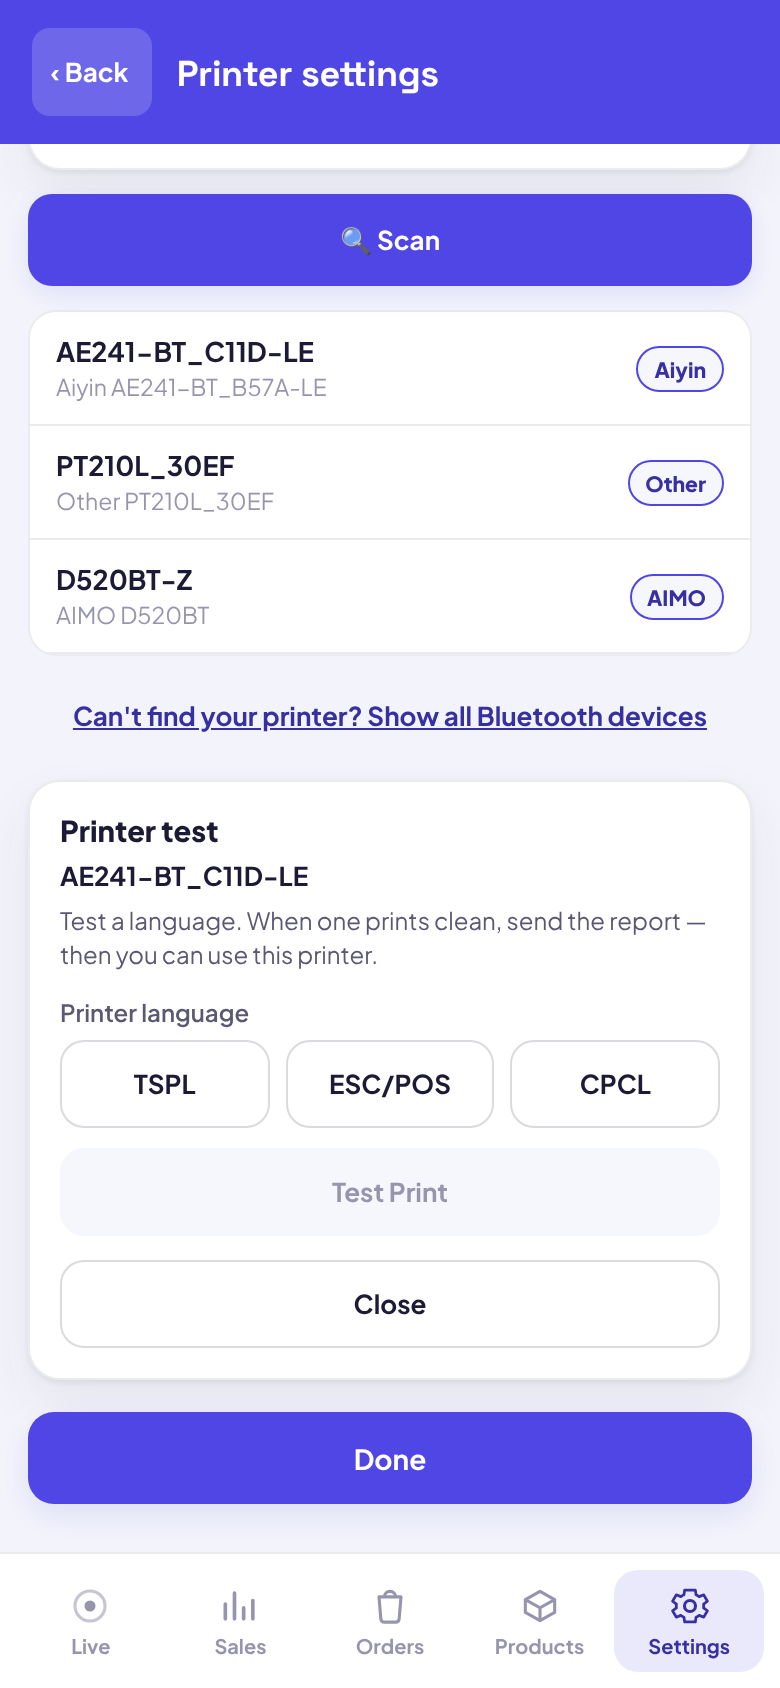 ‹ Back
Printer settings
🔍 Scan
AE241-BT_C11D-LE
Aiyin AE241-BT_B57A-LE
Aiyin
PT210L_30EF
Other PT210L_30EF
Other
D520BT-Z
AIMO D520BT
AIMO
Can't find your printer? Show all Bluetooth devices
Printer test
AE241-BT_C11D-LE
Test a language. When one prints clean, send the report —
then you can use this printer.
Printer language
TSPL
ESC/POS
CPCL
Test Print
Close
Done
Live
Sales
Orders
Products
Settings